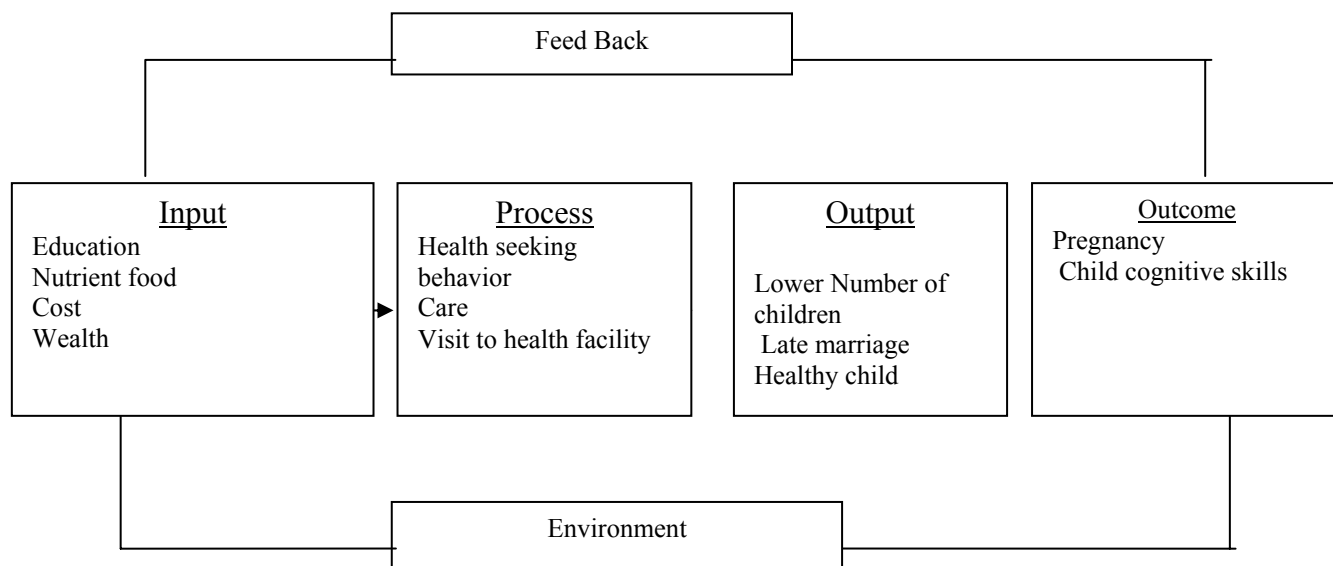 Feed Back
Input
Education
Nutrient food
Cost
Wealth
Process
Health seeking
behavior
Care
Visit to health facility
Output
Lower Number of
children
Late marriage
Healthy child
Outcome
Pregnancy
Child cognitive skills
Environment